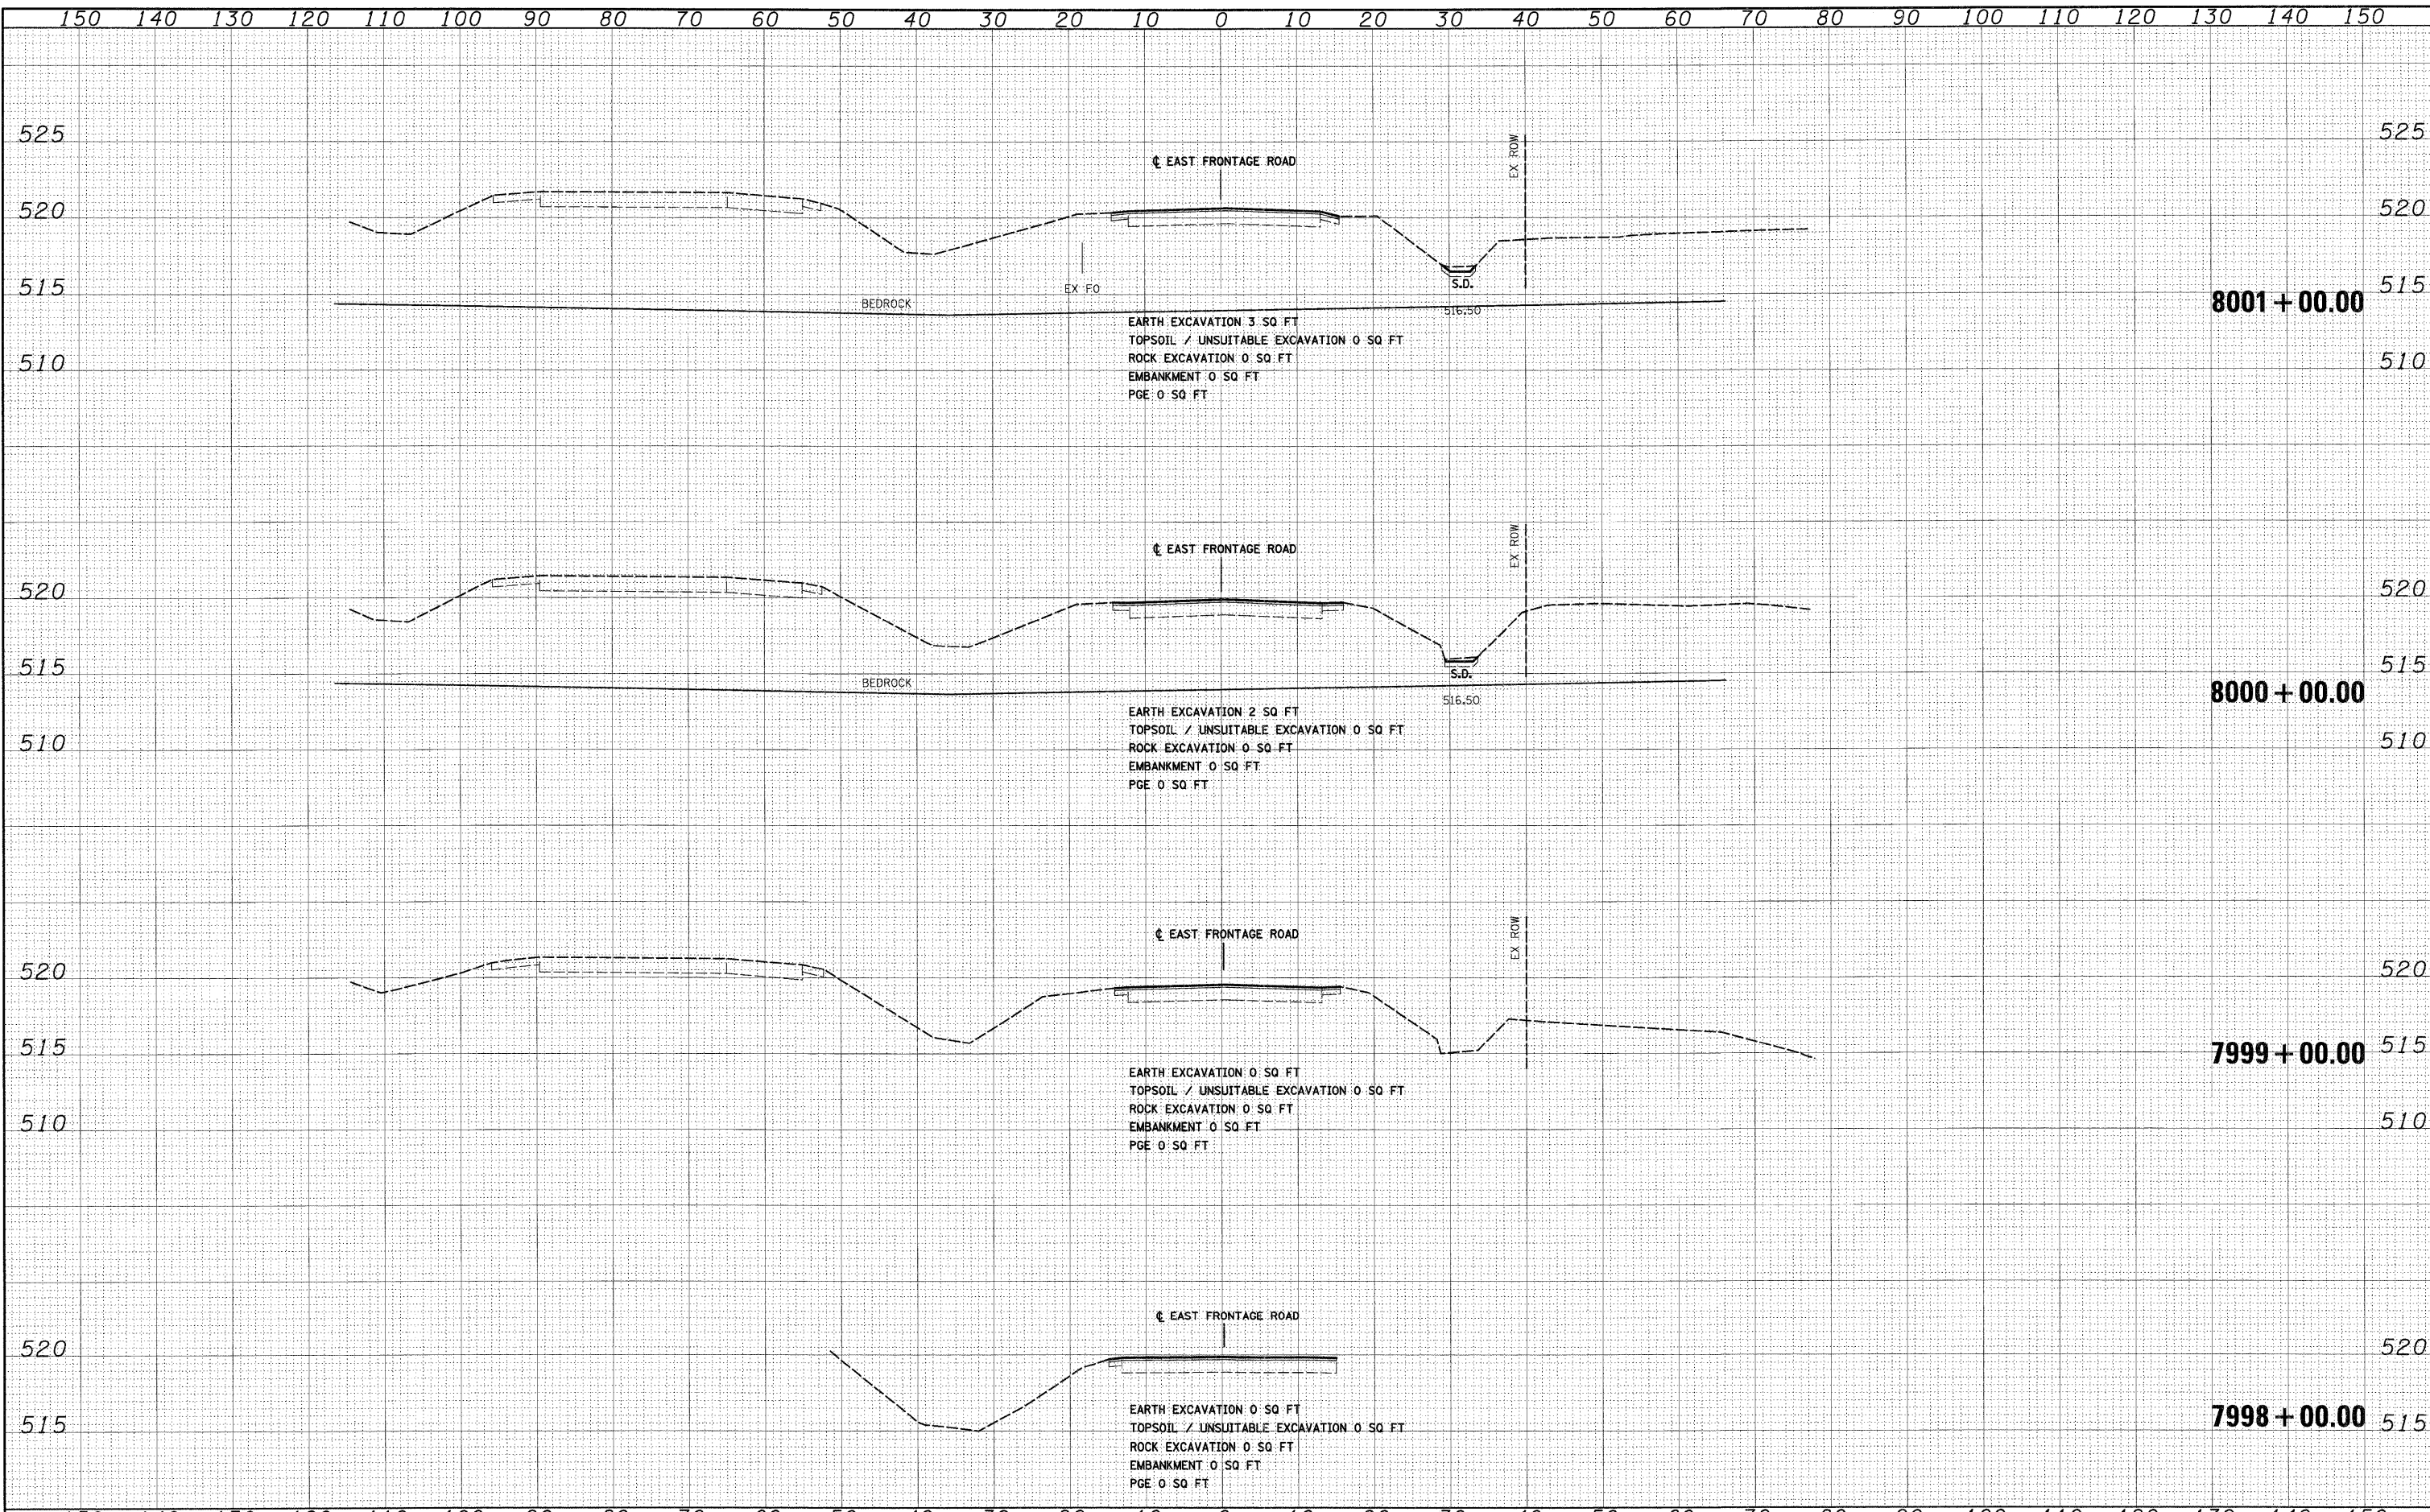 150 140 130 120 110 100 90 80 70 60 50 40 30 20 10 0 10 20 30 40 50 60 70 80 90 100 110 120 130 140 150
525 525
EX ROW
℄ EAST FRONTAGE ROAD
520 520
S.D.
515 EX FO 515
BEDROCK
516.50
8001 + 00.00
EARTH EXCAVATION 3 SQ FT
TOPSOIL / UNSUITABLE EXCAVATION 0 SQ FT
ROCK EXCAVATION 0 SQ FT
510 510
EMBANKMENT 0 SQ FT
PGE 0 SQ FT
EX ROW
℄ EAST FRONTAGE ROAD
520 520
515 S.D. 515
BEDROCK
516.50
8000 + 00.00
EARTH EXCAVATION 2 SQ FT
TOPSOIL / UNSUITABLE EXCAVATION 0 SQ FT
510 510
ROCK EXCAVATION 0 SQ FT
EMBANKMENT 0 SQ FT
PGE 0 SQ FT
EX ROW
℄ EAST FRONTAGE ROAD
520 520
515 7999 + 00.00 515
EARTH EXCAVATION 0 SQ FT
TOPSOIL / UNSUITABLE EXCAVATION 0 SQ FT
ROCK EXCAVATION 0 SQ FT
510 510
EMBANKMENT 0 SQ FT
PGE 0 SQ FT
℄ EAST FRONTAGE ROAD
520 520
EARTH EXCAVATION 0 SQ FT
515 7998 + 00.00 515
TOPSOIL / UNSUITABLE EXCAVATION 0 SQ FT
ROCK EXCAVATION 0 SQ FT
EMBANKMENT 0 SQ FT
PGE 0 SQ FT